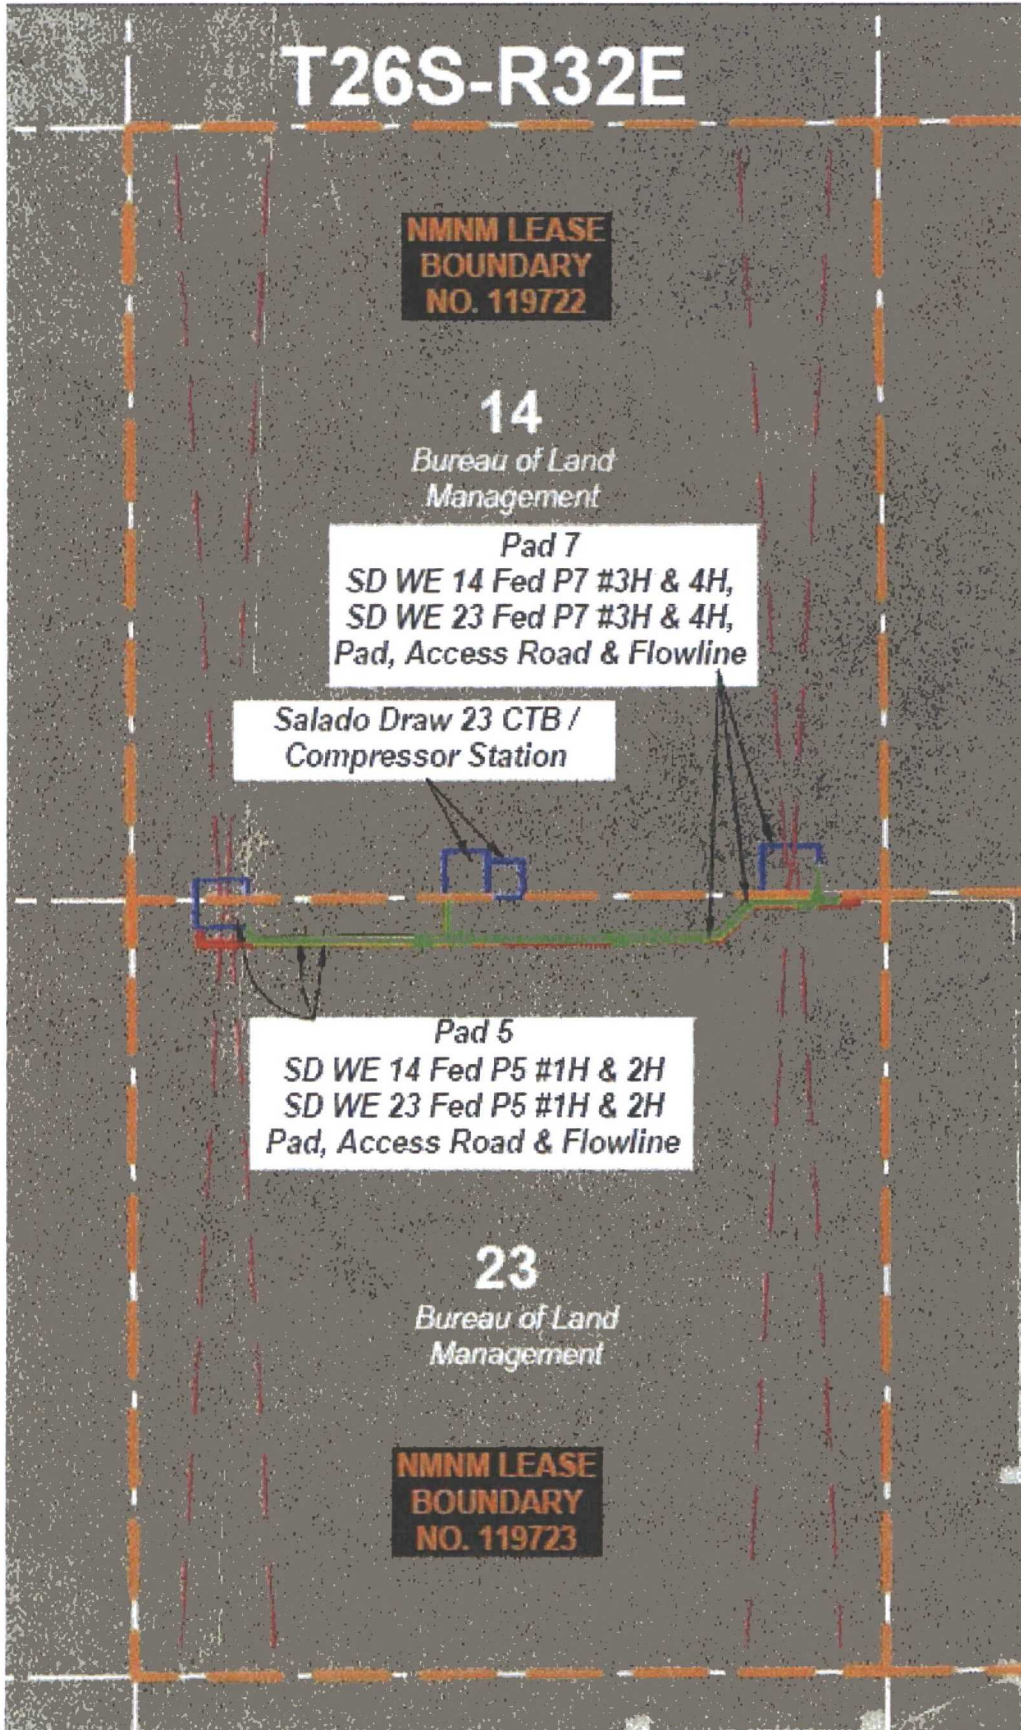 T26S-R32E
NMNM LEASE
BOUNDARY
NO. 119722
14
Bureau of Land
Management
Pad 7
SD WE 14 Fed P7 #3H & 4H,
SD WE 23 Fed P7 #3H & 4H,
Pad, Access Road & Flowline
Salado Draw 23 CTB /
Compressor Station
Pad 5
SD WE 14 Fed P5 #1H & 2H
SD WE 23 Fed P5 #1H & 2H
Pad, Access Road & Flowline
23
Bureau of Land
Management
NMNM LEASE
BOUNDARY
NO. 119723